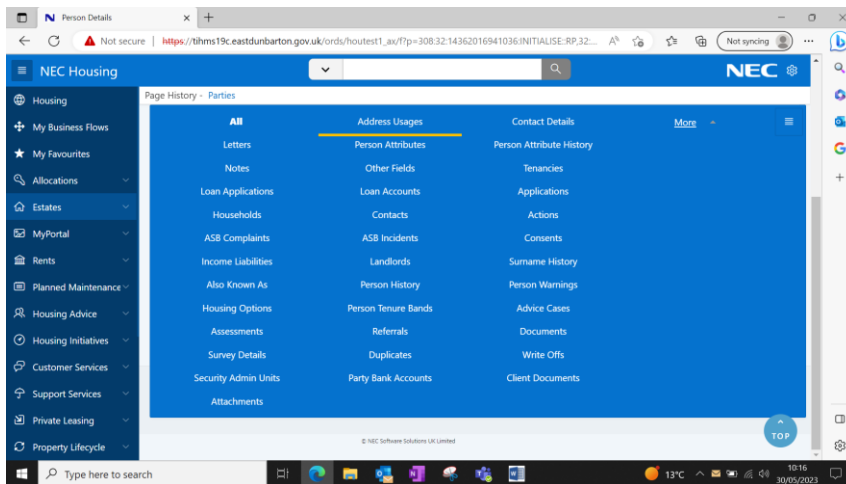 Person Details
Not secure | https://tihms19c.eastdunbarton.gov.uk/ords/houtest1_ax/f?p=308:32:14362016941036:INITIALISE::RP,32:...
Not syncing
NEC Housing
NEC
Page History - Parties
Housing
My Business Flows
My Favourites
Allocations
Estates
MyPortal
Rents
Planned Maintenance
Housing Advice
Housing Initiatives
Customer Services
Support Services
Private Leasing
Property Lifecycle
All Address Usages Contact Details More
Letters Person Attributes Person Attribute History
Notes Other Fields Tenancies
Loan Applications Loan Accounts Applications
Households Contacts Actions
ASB Complaints ASB Incidents Consents
Income Liabilities Landlords Surname History
Also Known As Person History Person Warnings
Housing Options Person Tenure Bands Advice Cases
Assessments Referrals Documents
Survey Details Duplicates Write Offs
Security Admin Units Party Bank Accounts Client Documents
Attachments
TOP
© NEC Software Solutions UK Limited
Type here to search
13°C
10:16
30/05/2023